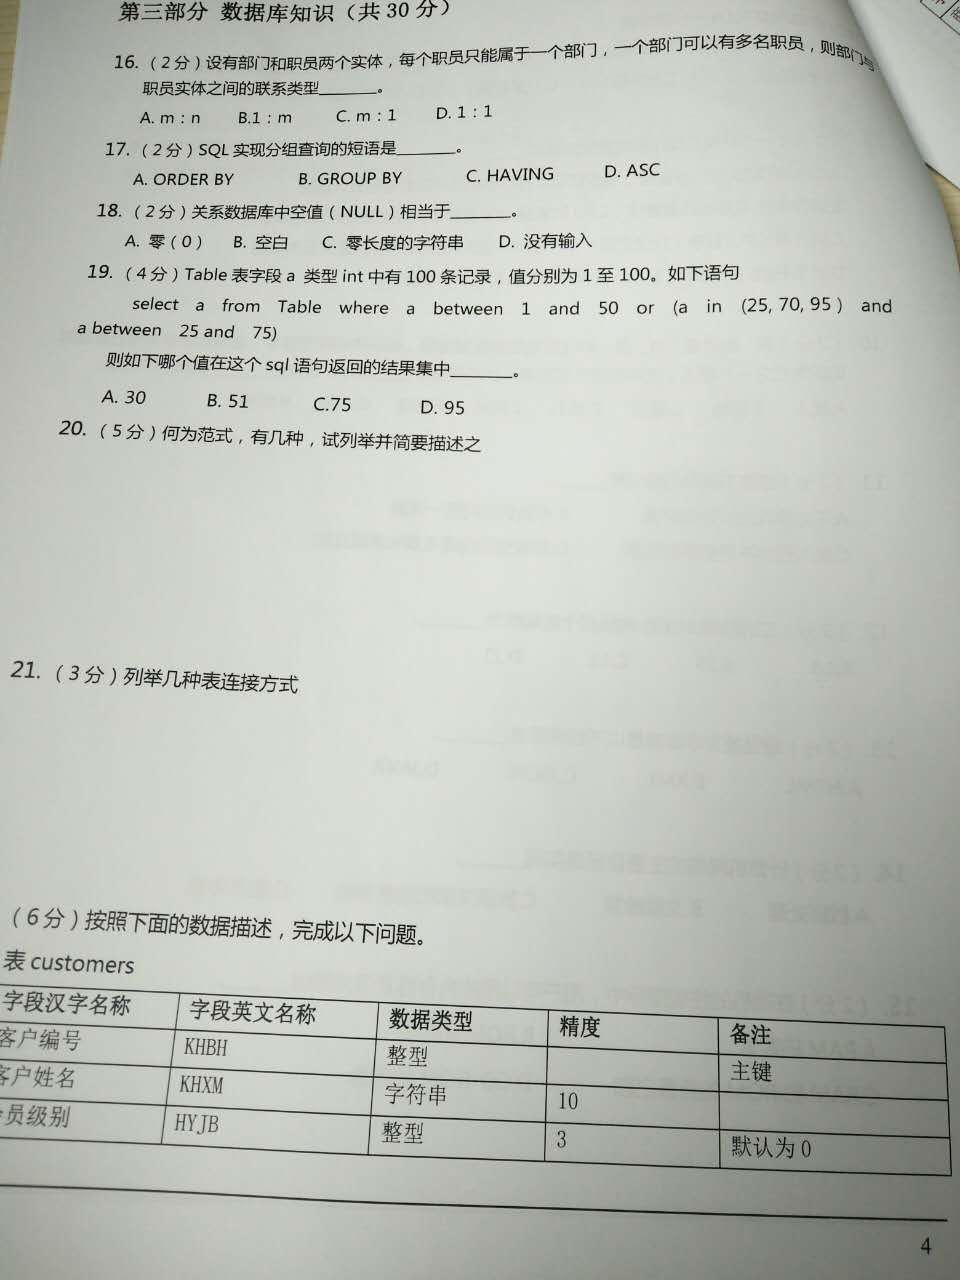 第三部分 数据库知识（共 30 分）
16.（2分）设有部门和职员两个实体，每个职员只能属于一个部门，一个部门可以有多名职员，则部门与
职员实体之间的联系类型______。
A. m：n B.1：m C. m：1 D. 1：1
17.（2分）SQL 实现分组查询的短语是______。
A. ORDER BY B. GROUP BY C. HAVING D. ASC
18.（2分）关系数据库中空值（NULL）相当于______。
A. 零（0） B. 空白 C. 零长度的字符串 D. 没有输入
19.（4分）Table 表字段 a 类型 int 中有 100 条记录，值分别为 1 至 100。如下语句
select a from Table where a between 1 and 50 or (a in (25, 70, 95 ) and
a between 25 and 75)
则如下哪个值在这个 sql 语句返回的结果集中______。
A. 30 B. 51 C.75 D. 95
20.（5分）何为范式，有几种，试列举并简要描述之
21.（3分）列举几种表连接方式
（6分）按照下面的数据描述，完成以下问题。
表 customers
字段汉字名称 字段英文名称 数据类型 精度 备注
客户编号 KHBH 整型 主键
客户姓名 KHXM 字符串 10
员级别 HYJB 整型 3 默认为 0
4